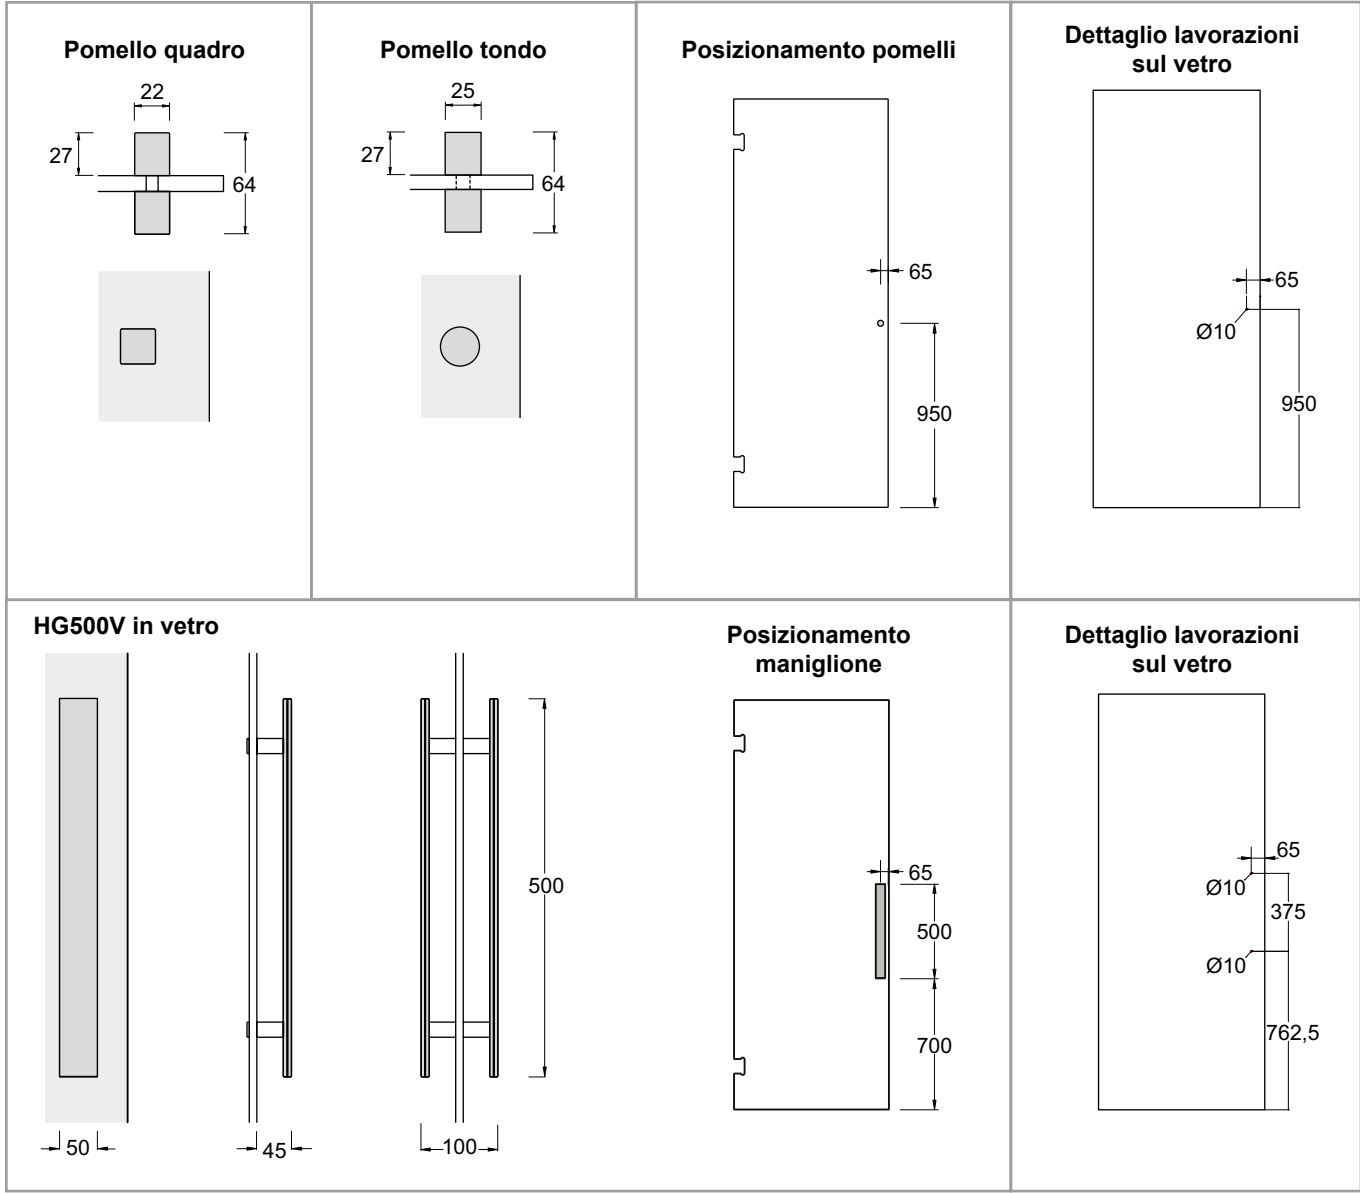 Pomello quadro
22
27
64
Pomello tondo
25
27
64
Posizionamento pomelli
65
950
Dettaglio lavorazioni
sul vetro
65
Ø10
950
HG500V in vetro
500
50
45
100
Posizionamento
maniglione
65
500
700
Dettaglio lavorazioni
sul vetro
65
Ø10
375
Ø10
762,5